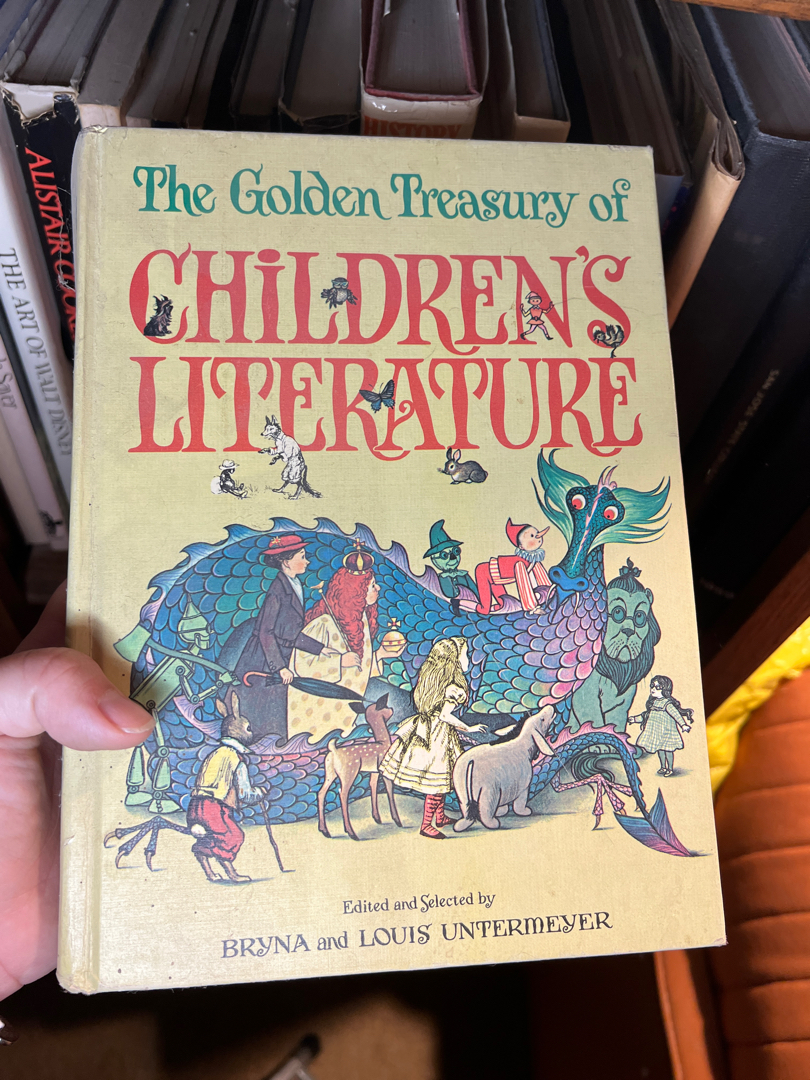 The Golden Treasury of
CHiLDREN'S
LITERATURE
Edited and Selected by
BRYNA and LOUIS UNTERMEYER
ALISTAIR COOKE
THE ART OF WALT DISNEY
HISTORY